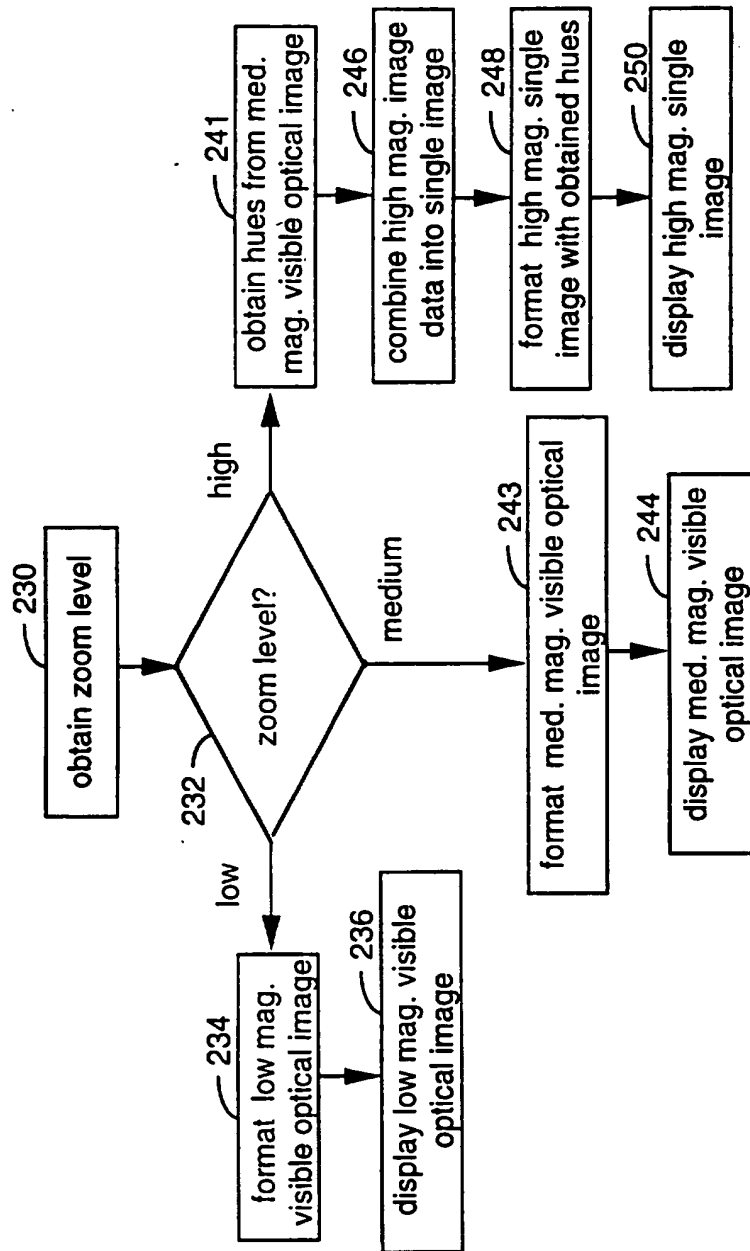 230
obtain zoom level
232
zoom level?
low
medium
high
234
format low mag.
visible optical image
236
display low mag. visible
optical image
243
format med. mag. visible optical
image
244
display med. mag. visible
optical image
241
obtain hues from med.
mag. visible optical image
246
combine high mag. image
data into single image
248
format high mag. single
image with obtained hues
250
display high mag. single
image